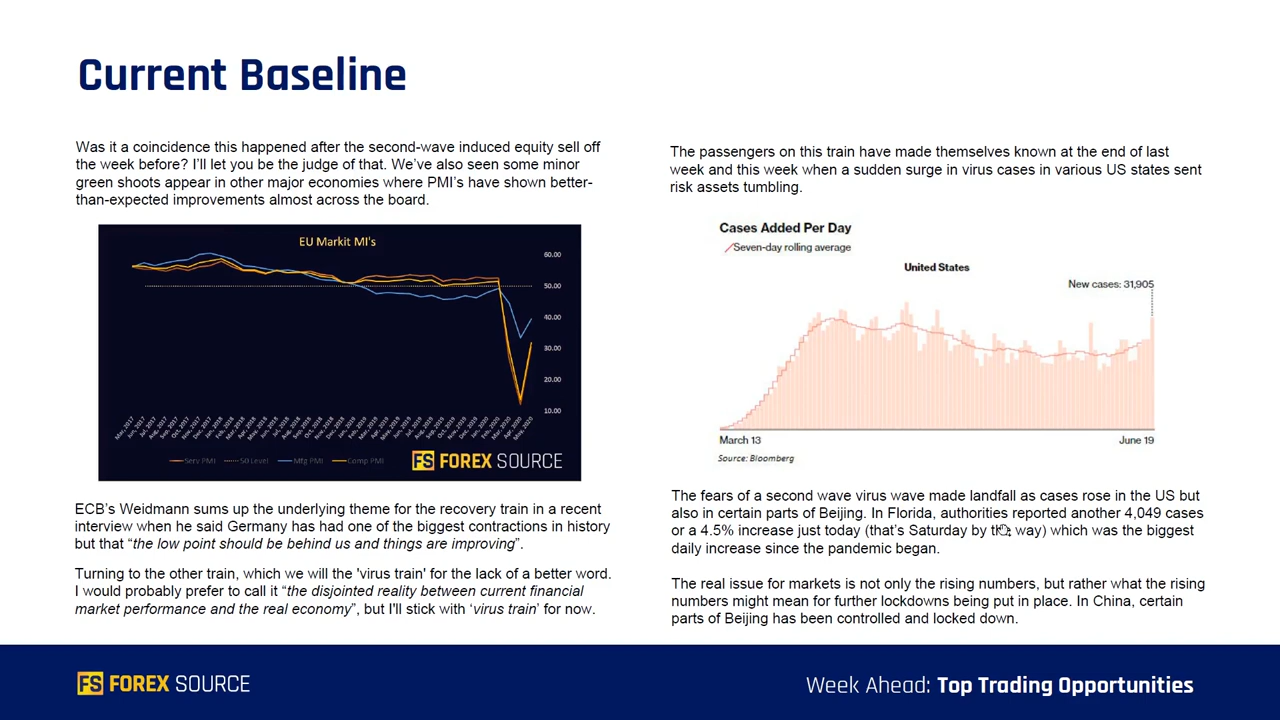 Current Baseline
Was it a coincidence this happened after the second-wave induced equity sell off
the week before? I'll let you be the judge of that. We've also seen some minor
green shoots appear in other major economies where PMI's have shown better-
than-expected improvements almost across the board.
EU Markit MI's
60.00
50.00
40.00
30.00
20.00
10.00
Serv PMI 50 Level Mfg PMI Comp PMI
FS FOREX SOURCE
ECB's Weidmann sums up the underlying theme for the recovery train in a recent
interview when he said Germany has had one of the biggest contractions in history
but that “the low point should be behind us and things are improving”.
Turning to the other train, which we will the 'virus train' for the lack of a better word.
I would probably prefer to call it “the disjointed reality between current financial
market performance and the real economy”, but I'll stick with ‘virus train’ for now.
The passengers on this train have made themselves known at the end of last
week and this week when a sudden surge in virus cases in various US states sent
risk assets tumbling.
Cases Added Per Day
Seven-day rolling average
United States
New cases: 31,905
March 13 June 19
Source: Bloomberg
The fears of a second wave virus wave made landfall as cases rose in the US but
also in certain parts of Beijing. In Florida, authorities reported another 4,049 cases
or a 4.5% increase just today (that's Saturday by the way) which was the biggest
daily increase since the pandemic began.
The real issue for markets is not only the rising numbers, but rather what the rising
numbers might mean for further lockdowns being put in place. In China, certain
parts of Beijing has been controlled and locked down.
FS FOREX SOURCE
Week Ahead: Top Trading Opportunities